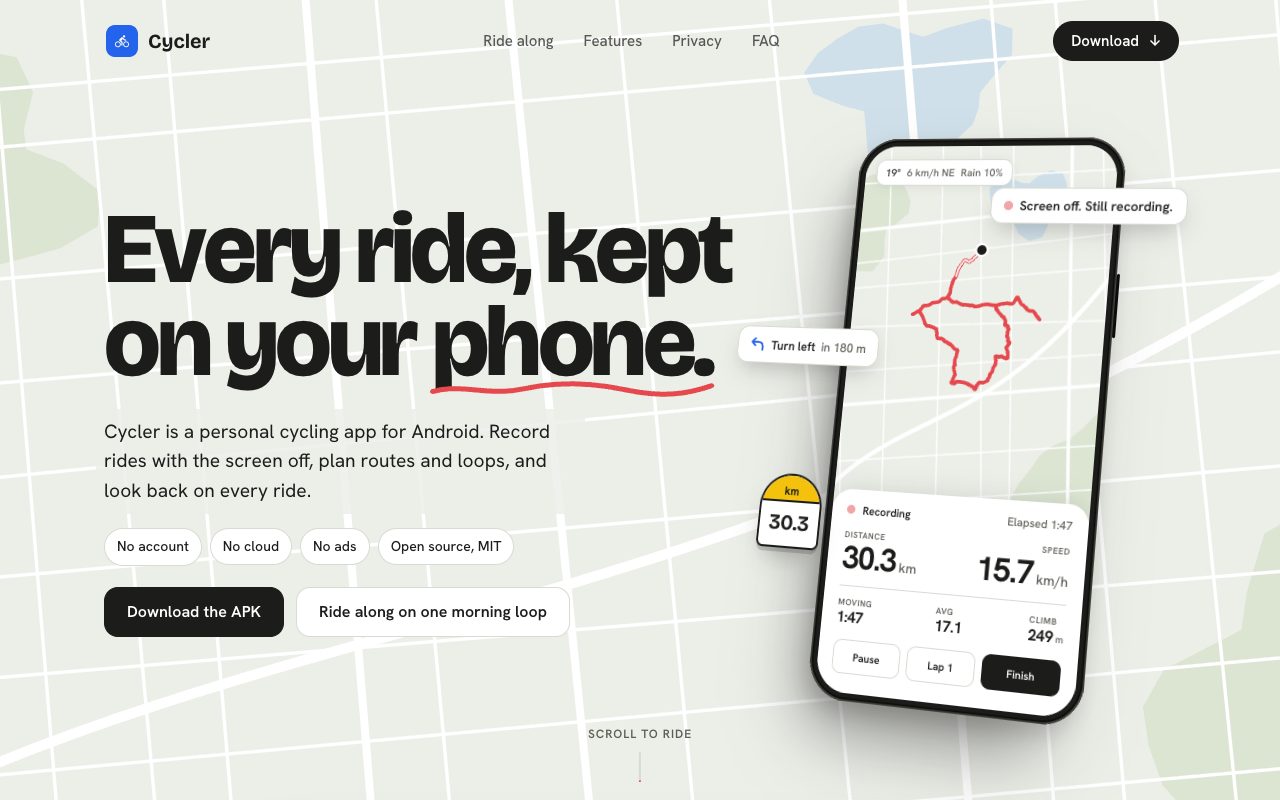 Cycler
Ride along
Features
Privacy
FAQ
Download
Every ride, kept
on your phone.
Cycler is a personal cycling app for Android. Record
rides with the screen off, plan routes and loops, and
look back on every ride.
No account
No cloud
No ads
Open source, MIT
Download the APK
Ride along on one morning loop
19° 6 km/h NE Rain 10%
Screen off. Still recording.
Turn left in 180 m
km
30.3
Recording
Elapsed 1:47
DISTANCE
30.3 km
SPEED
15.7 km/h
MOVING
1:47
AVG
17.1
CLIMB
249 m
Pause
Lap 1
Finish
SCROLL TO RIDE